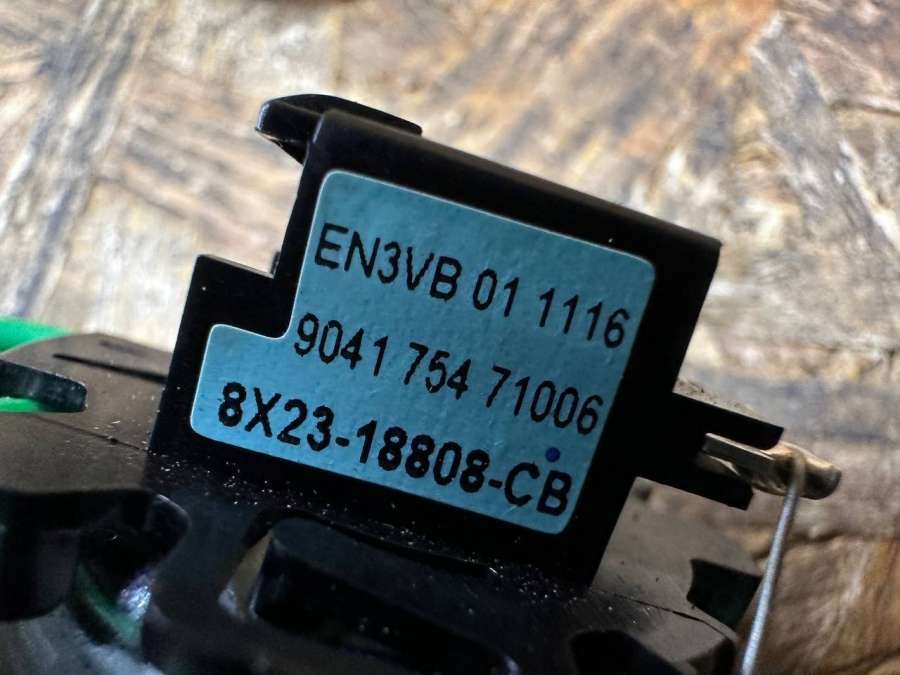 EN3VB 01 1116
9041 754 71006
8X23-18808-CB